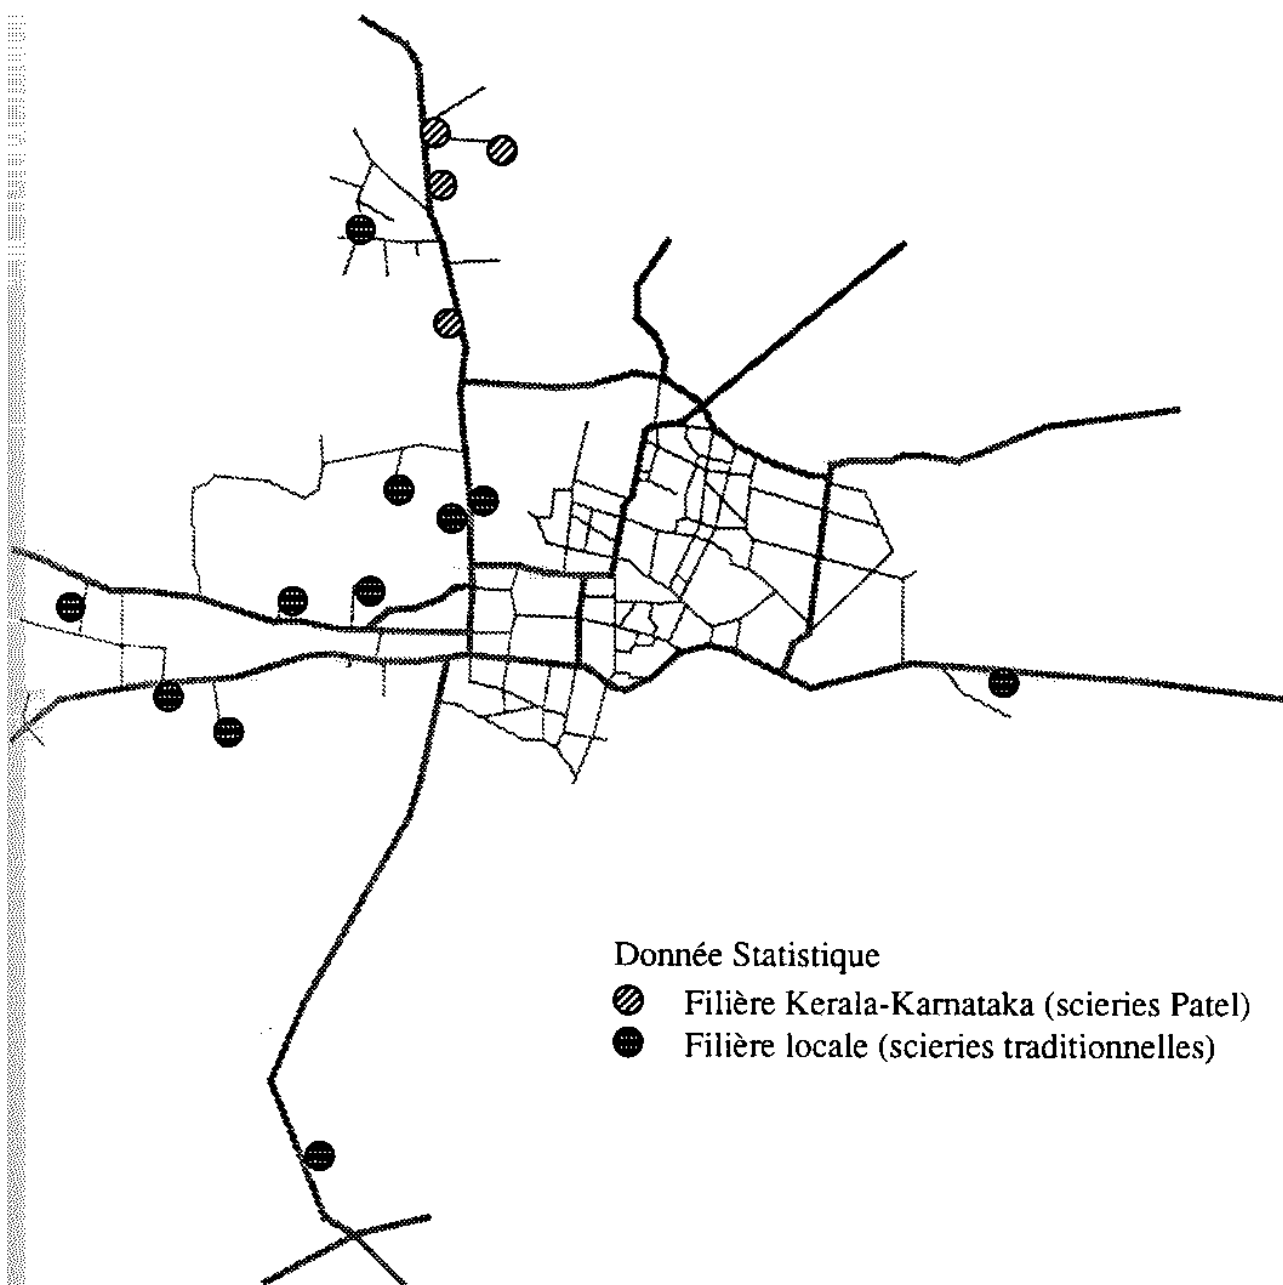 Donnée Statistique
Filière Kerala-Karnataka (scieries Patel)
Filière locale (scieries traditionnelles)